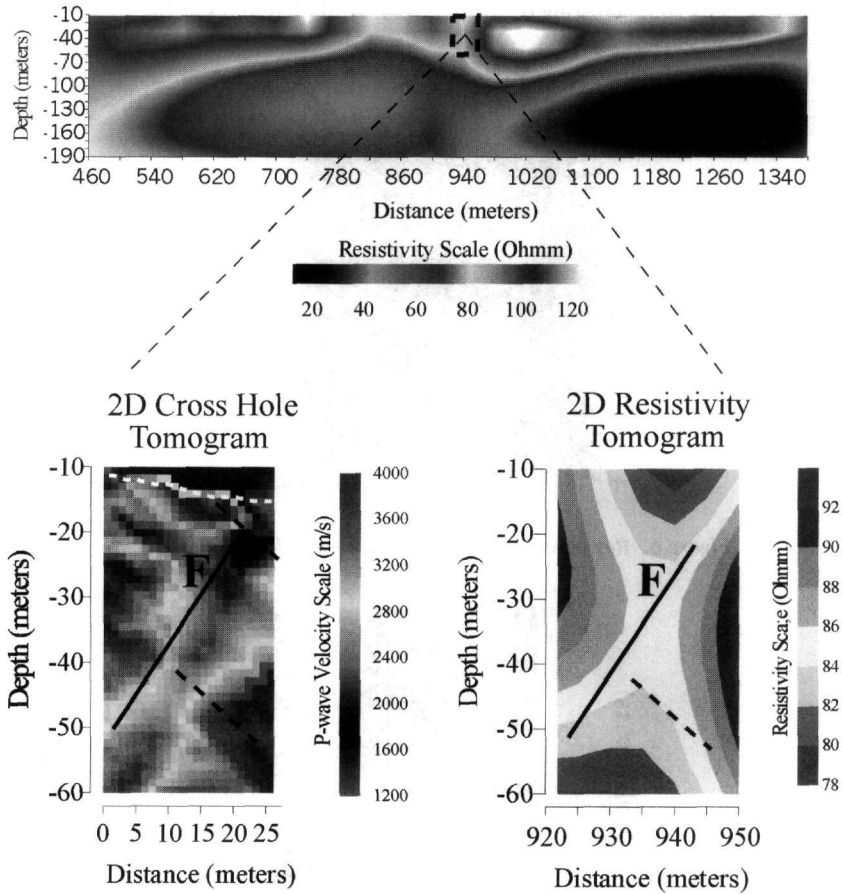 -10
-40
-70
-100
-130
-160
-190
Depth (meters)
460 540 620 700 780 860 940 1020 1100 1180 1260 1340
Distance (meters)
Resistivity Scale (Ohmm)
20 40 60 80 100 120
2D Cross Hole
Tomogram
-10
-20
-30
-40
-50
-60
Depth (meters)
F
0 5 10 15 20 25
Distance (meters)
4000
3600
3200
2800
2400
2000
1600
1200
P-wave Velocity Scale (m/s)
2D Resistivity
Tomogram
-10
-20
-30
-40
-50
-60
Depth (meters)
F
920 930 940 950
Distance (meters)
92
90
88
86
84
82
80
78
Resistivity Scale (Ohmm)